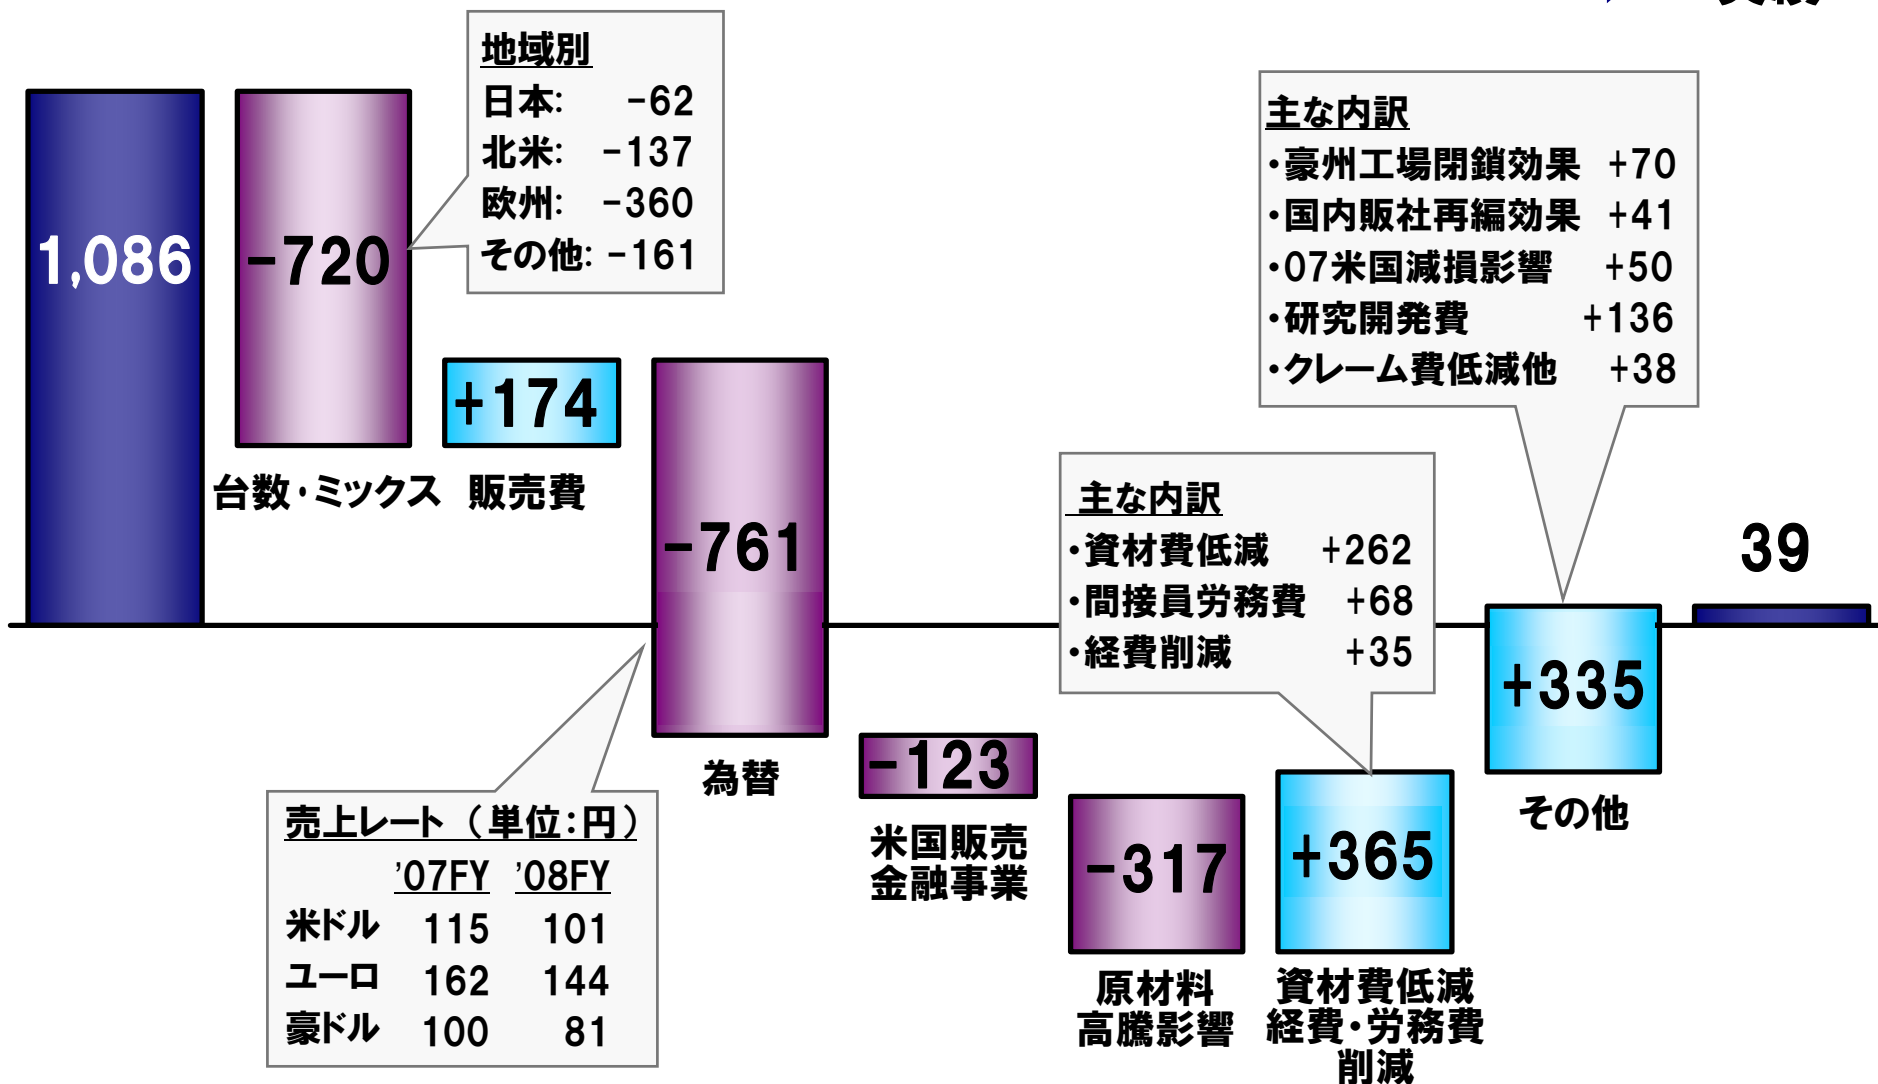 地域別
日本: -62
北米: -137
欧州: -360
その他: -161
1,086
-720
台数・ミックス
+174
販売費
-761
為替
売上レート （単位:円）
'07FY '08FY
米ドル 115 101
ユーロ 162 144
豪ドル 100 81
-123
米国販売
金融事業
-317
原材料
高騰影響
主な内訳
・資材費低減 +262
・間接員労務費 +68
・経費削減 +35
+365
資材費低減
経費・労務費
削減
主な内訳
・豪州工場閉鎖効果 +70
・国内販社再編効果 +41
・07米国減損影響 +50
・研究開発費 +136
・クレーム費低減他 +38
+335
その他
39